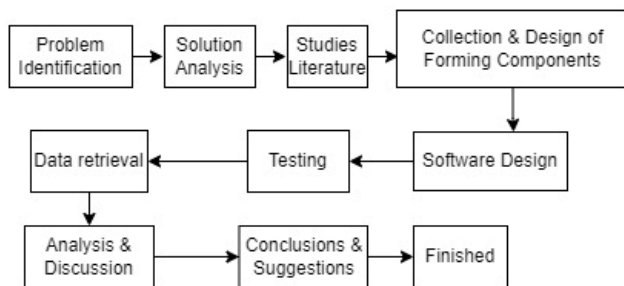 Problem
Identification
Solution
Analysis
Studies
Literature
Collection & Design of
Forming Components
Software Design
Testing
Data retrieval
Analysis &
Discussion
Conclusions &
Suggestions
Finished